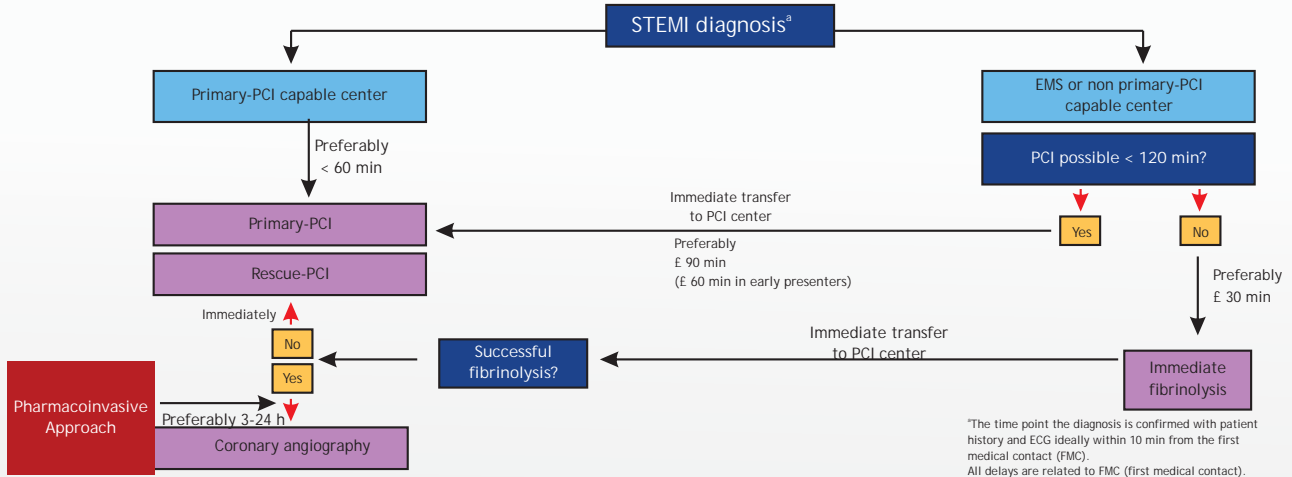 STEMI diagnosisᵃ
Primary-PCI capable center
EMS or non primary-PCI
capable center
Preferably
< 60 min
PCI possible < 120 min?
Primary-PCI
Immediate transfer
to PCI center
Yes
No
Preferably
£ 90 min
(£ 60 min in early presenters)
Rescue-PCI
Preferably
£ 30 min
Immediately
No
Yes
Successful
fibrinolysis?
Immediate transfer
to PCI center
Immediate
fibrinolysis
Pharmacoinvasive
Approach
Preferably 3-24 h
Coronary angiography
ᵃThe time point the diagnosis is confirmed with patient
history and ECG ideally within 10 min from the first
medical contact (FMC).
All delays are related to FMC (first medical contact).